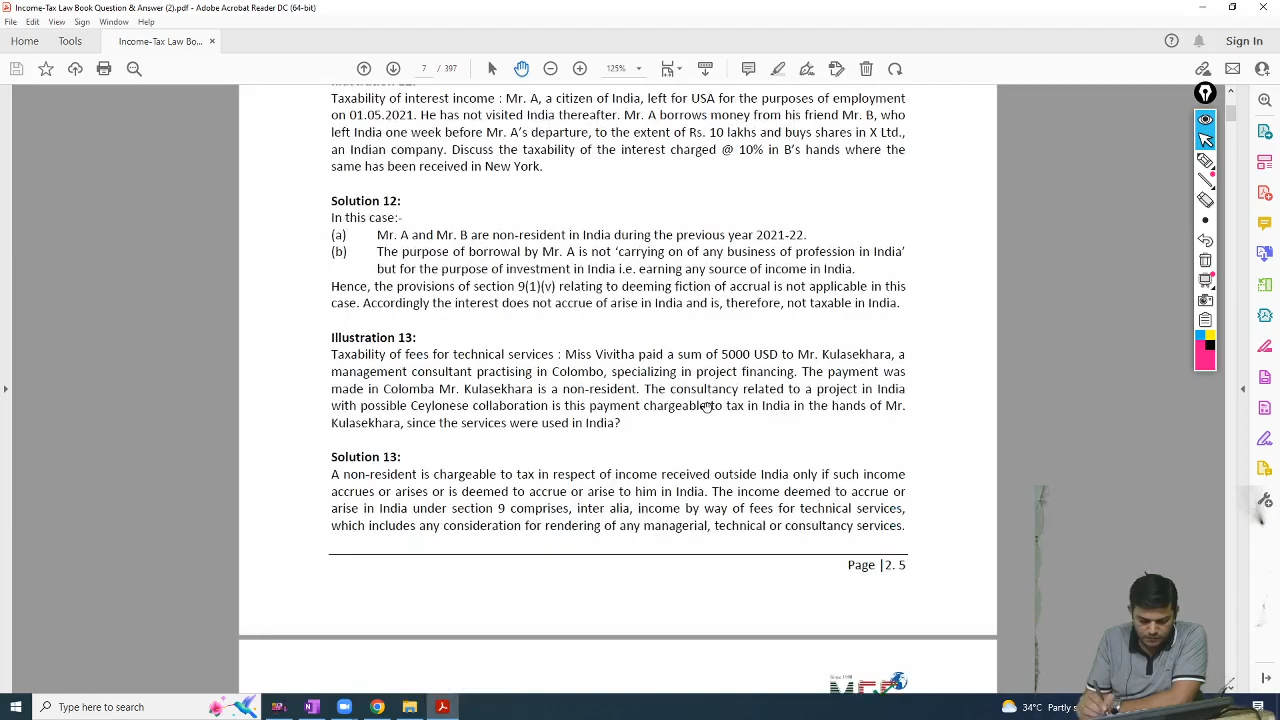 Income-Tax Law Book Question & Answer (2).pdf - Adobe Acrobat Reader DC (64-bit)
File Edit View Sign Window Help
Home Tools Income-Tax Law Bo... × Sign In
7 / 397 125%
Taxability of interest income : Mr. A, a citizen of India, left for USA for the purposes of employment
on 01.05.2021. He has not visited India thereafter. Mr. A borrows money from his friend Mr. B, who
left India one week before Mr. A's departure, to the extent of Rs. 10 lakhs and buys shares in X Ltd.,
an Indian company. Discuss the taxability of the interest charged @ 10% in B's hands where the
same has been received in New York.
Solution 12:
In this case:-
(a) Mr. A and Mr. B are non-resident in India during the previous year 2021-22.
(b) The purpose of borrowal by Mr. A is not 'carrying on of any business of profession in India'
but for the purpose of investment in India i.e. earning any source of income in India.
Hence, the provisions of section 9(1)(v) relating to deeming fiction of accrual is not applicable in this
case. Accordingly the interest does not accrue of arise in India and is, therefore, not taxable in India.
Illustration 13:
Taxability of fees for technical services : Miss Vivitha paid a sum of 5000 USD to Mr. Kulasekhara, a
management consultant practising in Colombo, specializing in project financing. The payment was
made in Colomba Mr. Kulasekhara is a non-resident. The consultancy related to a project in India
with possible Ceylonese collaboration is this payment chargeable to tax in India in the hands of Mr.
Kulasekhara, since the services were used in India?
Solution 13:
A non-resident is chargeable to tax in respect of income received outside India only if such income
accrues or arises or is deemed to accrue or arise to him in India. The income deemed to accrue or
arise in India under section 9 comprises, inter alia, income by way of fees for technical services,
which includes any consideration for rendering of any managerial, technical or consultancy services.
Page |2. 5
Since 1998
Type here to search
34°C Partly